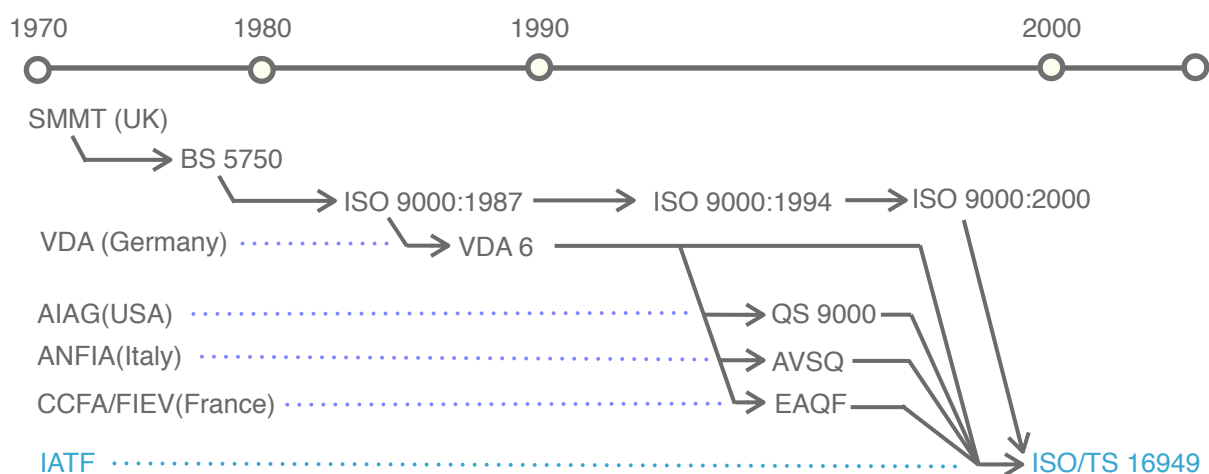 1970 1980 1990 2000
SMMT (UK)
BS 5750
ISO 9000:1987 ISO 9000:1994 ISO 9000:2000
VDA (Germany) VDA 6
AIAG(USA) QS 9000
ANFIA(Italy) AVSQ
CCFA/FIEV(France) EAQF
IATF ISO/TS 16949